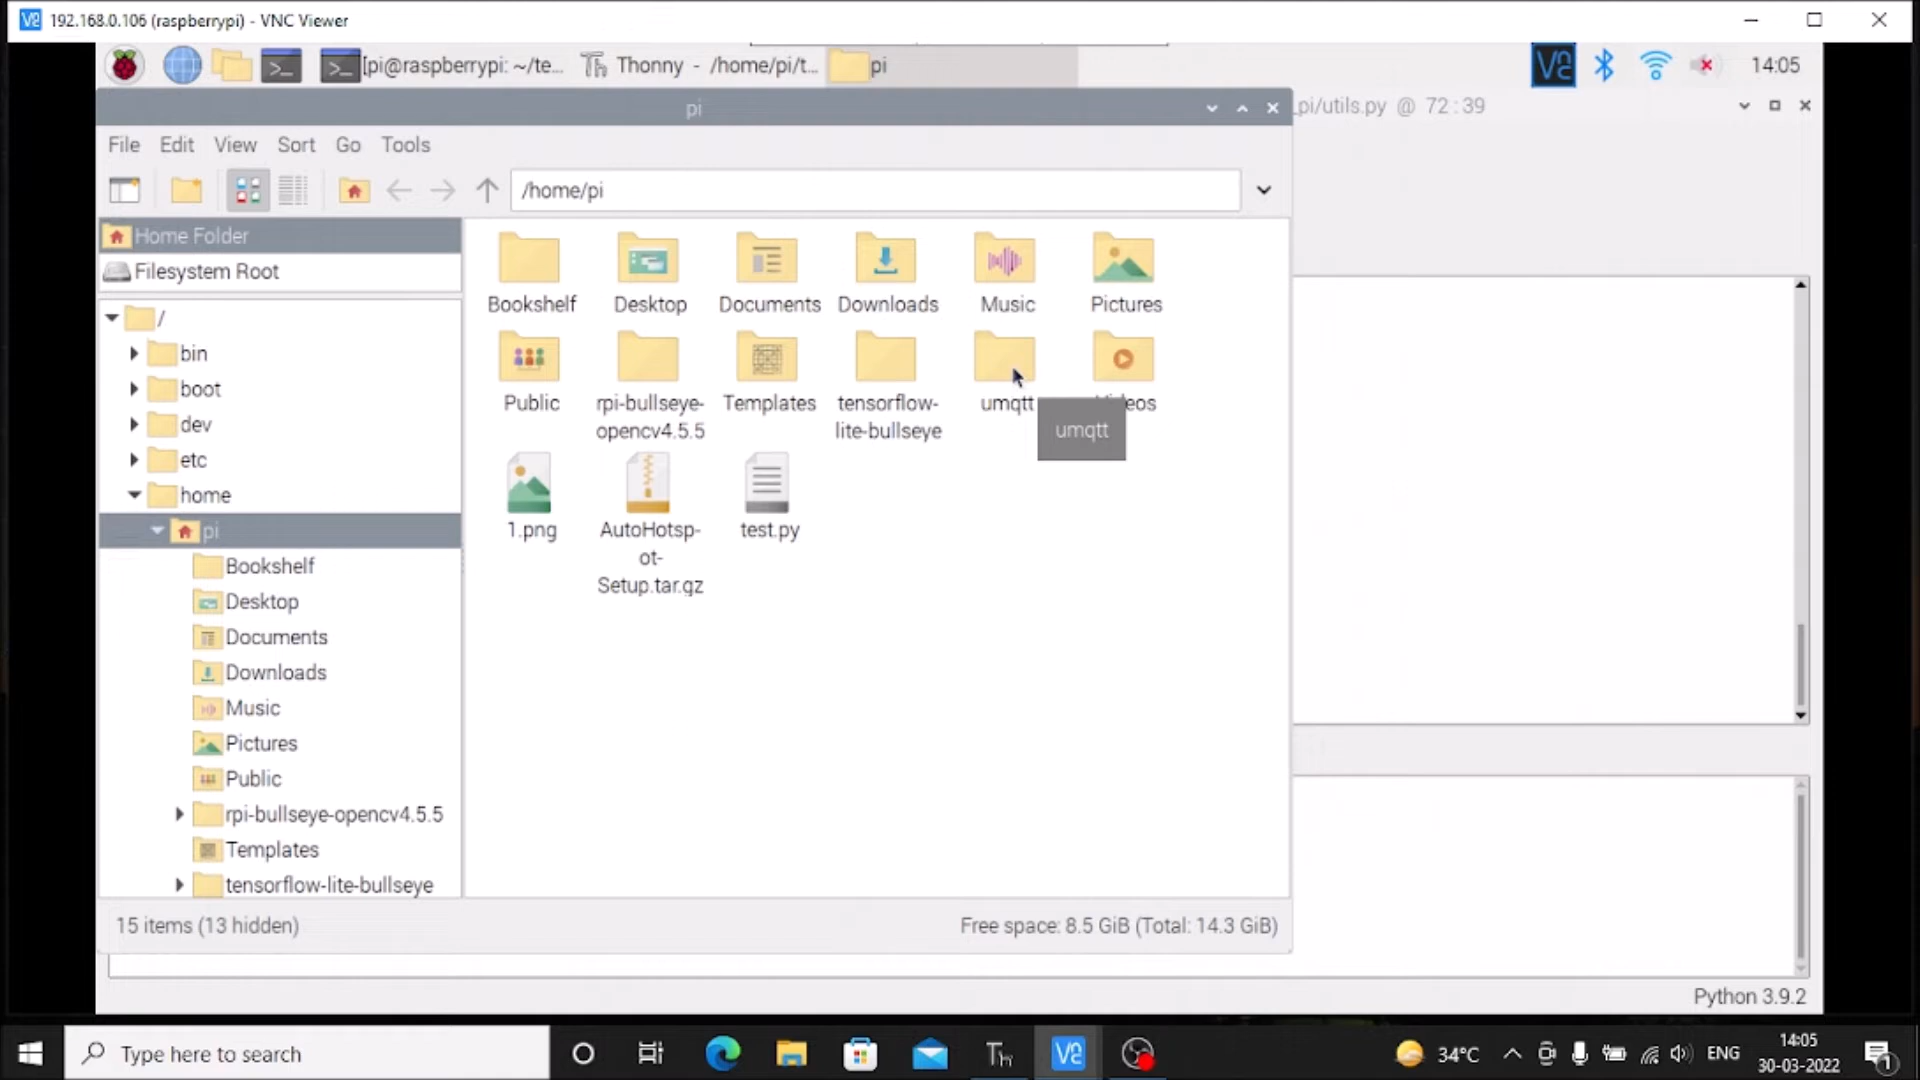 192.168.0.106 (raspberrypi) - VNC Viewer
[pi@raspberrypi: ~/te... Thonny - /home/pi/t... pi 14:05
pi
_pi/utils.py @ 72 : 39
File Edit View Sort Go Tools
/home/pi
Home Folder
Filesystem Root
/
bin
boot
dev
etc
home
pi
Bookshelf
Desktop
Documents
Downloads
Music
Pictures
Public
rpi-bullseye-opencv4.5.5
Templates
tensorflow-lite-bullseye
Bookshelf Desktop Documents Downloads Music Pictures
Public rpi-bullseye- Templates tensorflow- umqtt
opencv4.5.5 lite-bullseye
umqtt
1.png AutoHotsp- test.py
ot-
Setup.tar.gz
15 items (13 hidden) Free space: 8.5 GiB (Total: 14.3 GiB)
Python 3.9.2
Type here to search
34°C ENG
14:05
30-03-2022
1